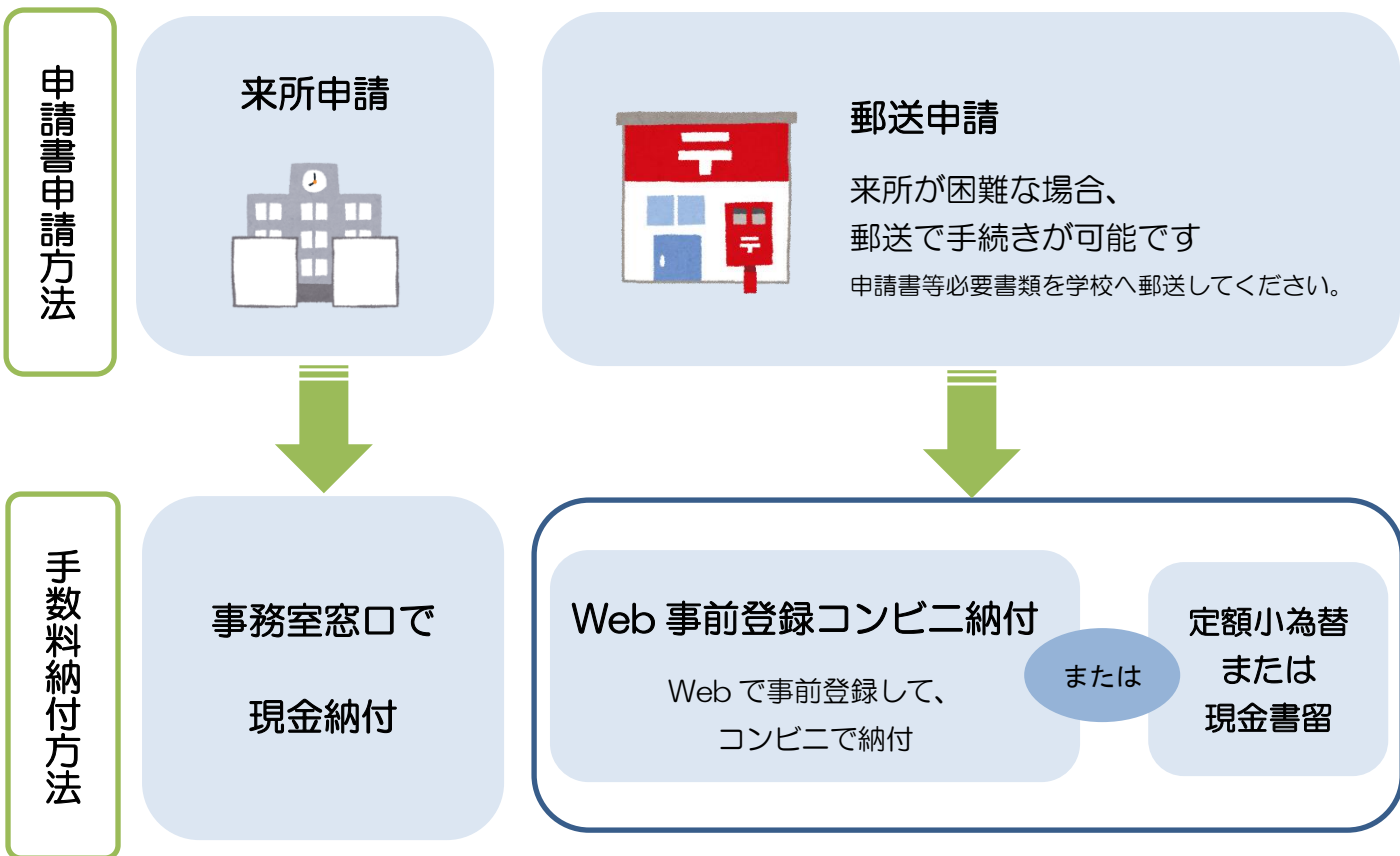 申請書申請方法
来所申請
郵送申請
来所が困難な場合、
郵送で手続きが可能です
申請書等必要書類を学校へ郵送してください。
手数料納付方法
事務室窓口で
現金納付
Web 事前登録コンビニ納付
Web で事前登録して、
コンビニで納付
または
定額小為替
または
現金書留